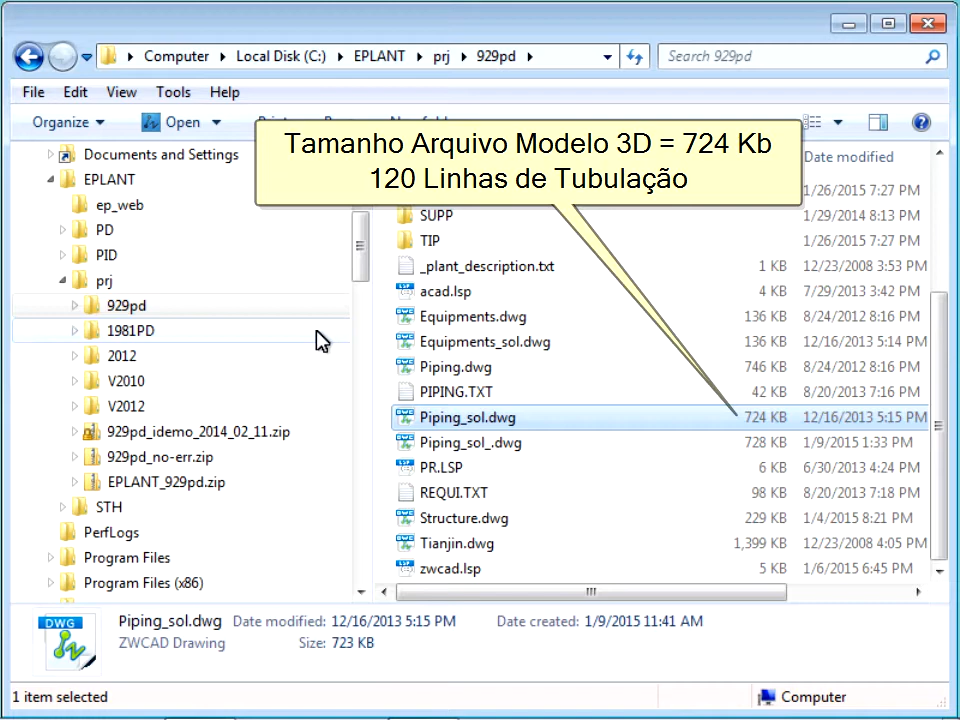 Computer Local Disk (C:) EPLANT prj 929pd
Search 929pd
File Edit View Tools Help
Organize Open
Tamanho Arquivo Modelo 3D = 724 Kb
120 Linhas de Tubulação
Date modified
Documents and Settings
EPLANT
ep_web
PD
PID
prj
929pd
1981PD
2012
V2010
V2012
929pd_idemo_2014_02_11.zip
929pd_no-err.zip
EPLANT_929pd.zip
STH
PerfLogs
Program Files
Program Files (x86)
1/26/2015 7:27 PM
SUPP 1/29/2014 8:13 PM
TIP 1/26/2015 7:27 PM
_plant_description.txt 1 KB 12/23/2008 3:53 PM
acad.lsp 4 KB 7/29/2013 3:42 PM
Equipments.dwg 136 KB 8/24/2012 8:16 PM
Equipments_sol.dwg 136 KB 12/16/2013 5:14 PM
Piping.dwg 746 KB 8/24/2012 8:16 PM
PIPING.TXT 42 KB 8/20/2013 7:16 PM
Piping_sol.dwg 724 KB 12/16/2013 5:15 PM
Piping_sol_.dwg 728 KB 1/9/2015 1:33 PM
PR.LSP 6 KB 6/30/2013 4:24 PM
REQUI.TXT 98 KB 8/20/2013 7:18 PM
Structure.dwg 229 KB 1/4/2015 8:21 PM
Tianjin.dwg 1,399 KB 12/23/2008 4:05 PM
zwcad.lsp 5 KB 1/6/2015 6:45 PM
DWG
Piping_sol.dwg Date modified: 12/16/2013 5:15 PM Date created: 1/9/2015 11:41 AM
ZWCAD Drawing Size: 723 KB
1 item selected
Computer